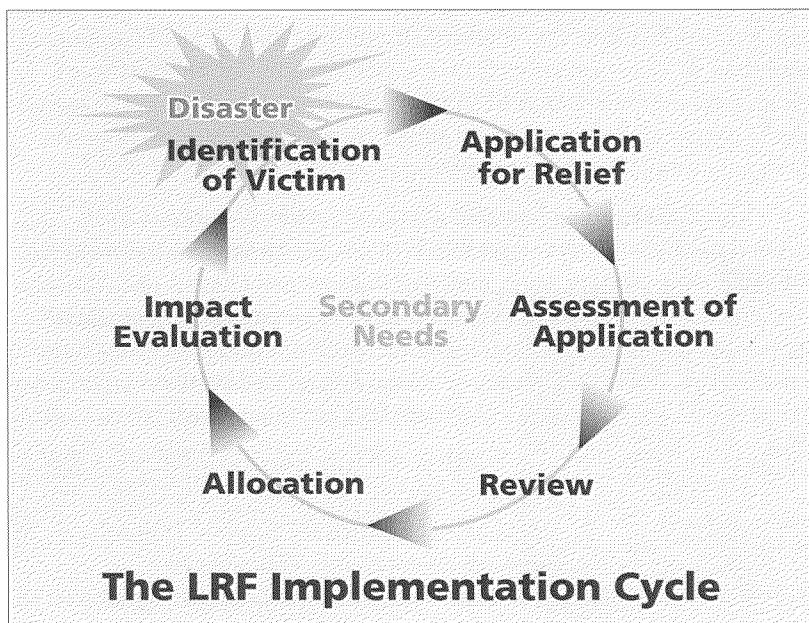 Disaster
Identification
of Victim
Application
for Relief
Assessment of
Application
Review
Allocation
Impact
Evaluation
Secondary
Needs
The LRF Implementation Cycle